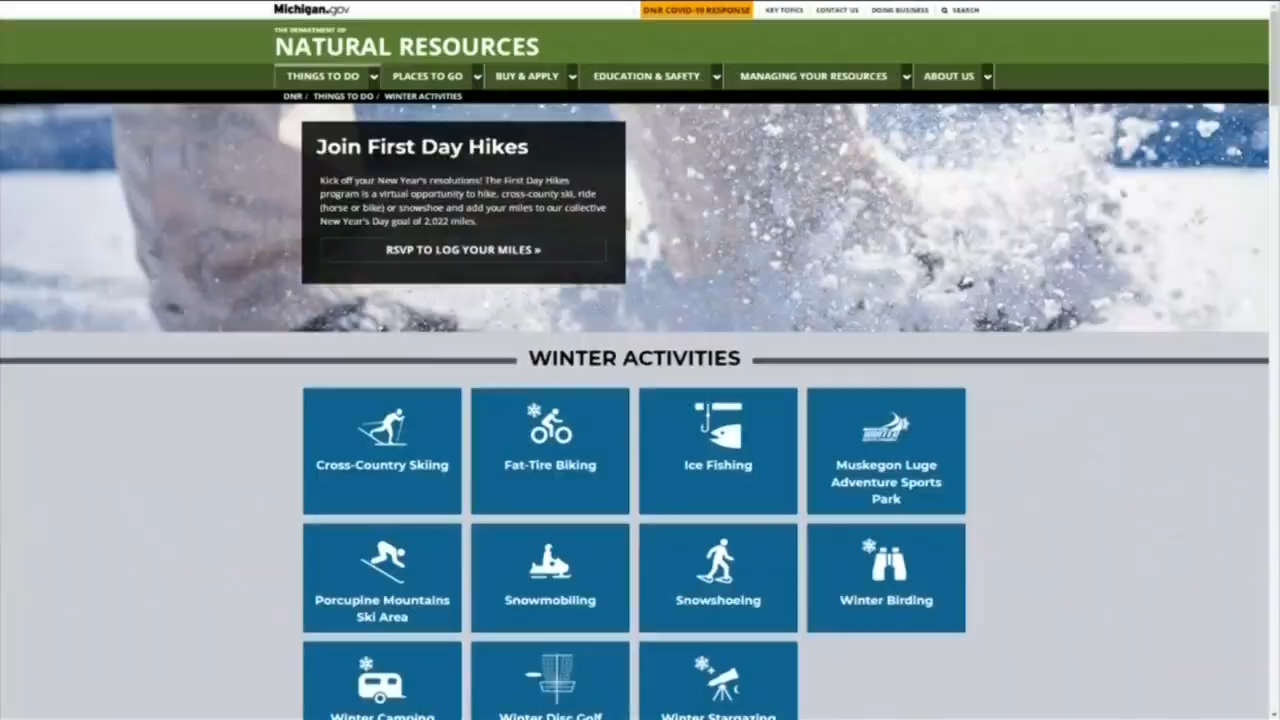 Michigan.gov
DNR COVID-19 RESPONSE KEY TOPICS CONTACT US DOING BUSINESS SEARCH
THE DEPARTMENT OF
NATURAL RESOURCES
THINGS TO DO PLACES TO GO BUY & APPLY EDUCATION & SAFETY MANAGING YOUR RESOURCES ABOUT US
DNR / THINGS TO DO / WINTER ACTIVITIES
Join First Day Hikes
Kick off your New Year's resolutions! The First Day Hikes
program is a virtual opportunity to hike, cross-county ski, ride
(horse or bike) or snowshoe and add your miles to our collective
New Year's Day goal of 2,022 miles.
RSVP TO LOG YOUR MILES »
WINTER ACTIVITIES
Cross-Country Skiing
Fat-Tire Biking
Ice Fishing
Muskegon Luge
Adventure Sports
Park
Porcupine Mountains
Ski Area
Snowmobiling
Snowshoeing
Winter Birding
Winter Camping
Winter Disc Golf
Winter Stargazing